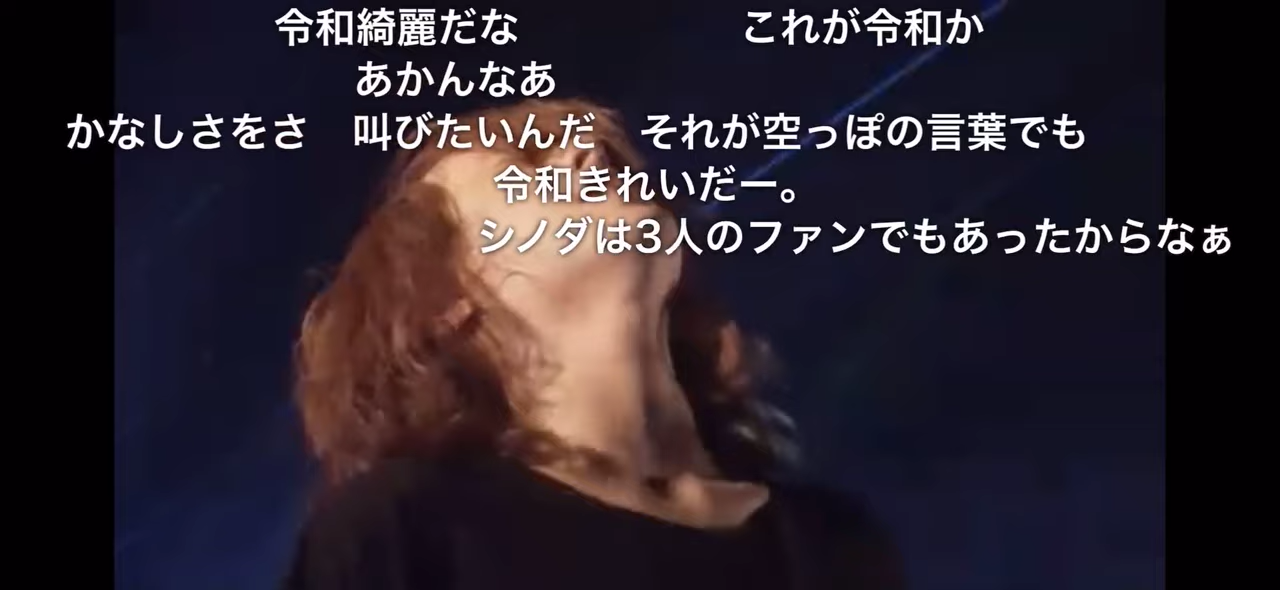 令和綺麗だな
これが令和か
あかんなあ
かなしさをさ 叫びたいんだ それが空っぽの言葉でも
令和きれいだー。
シノダは3人のファンでもあったからなぁ